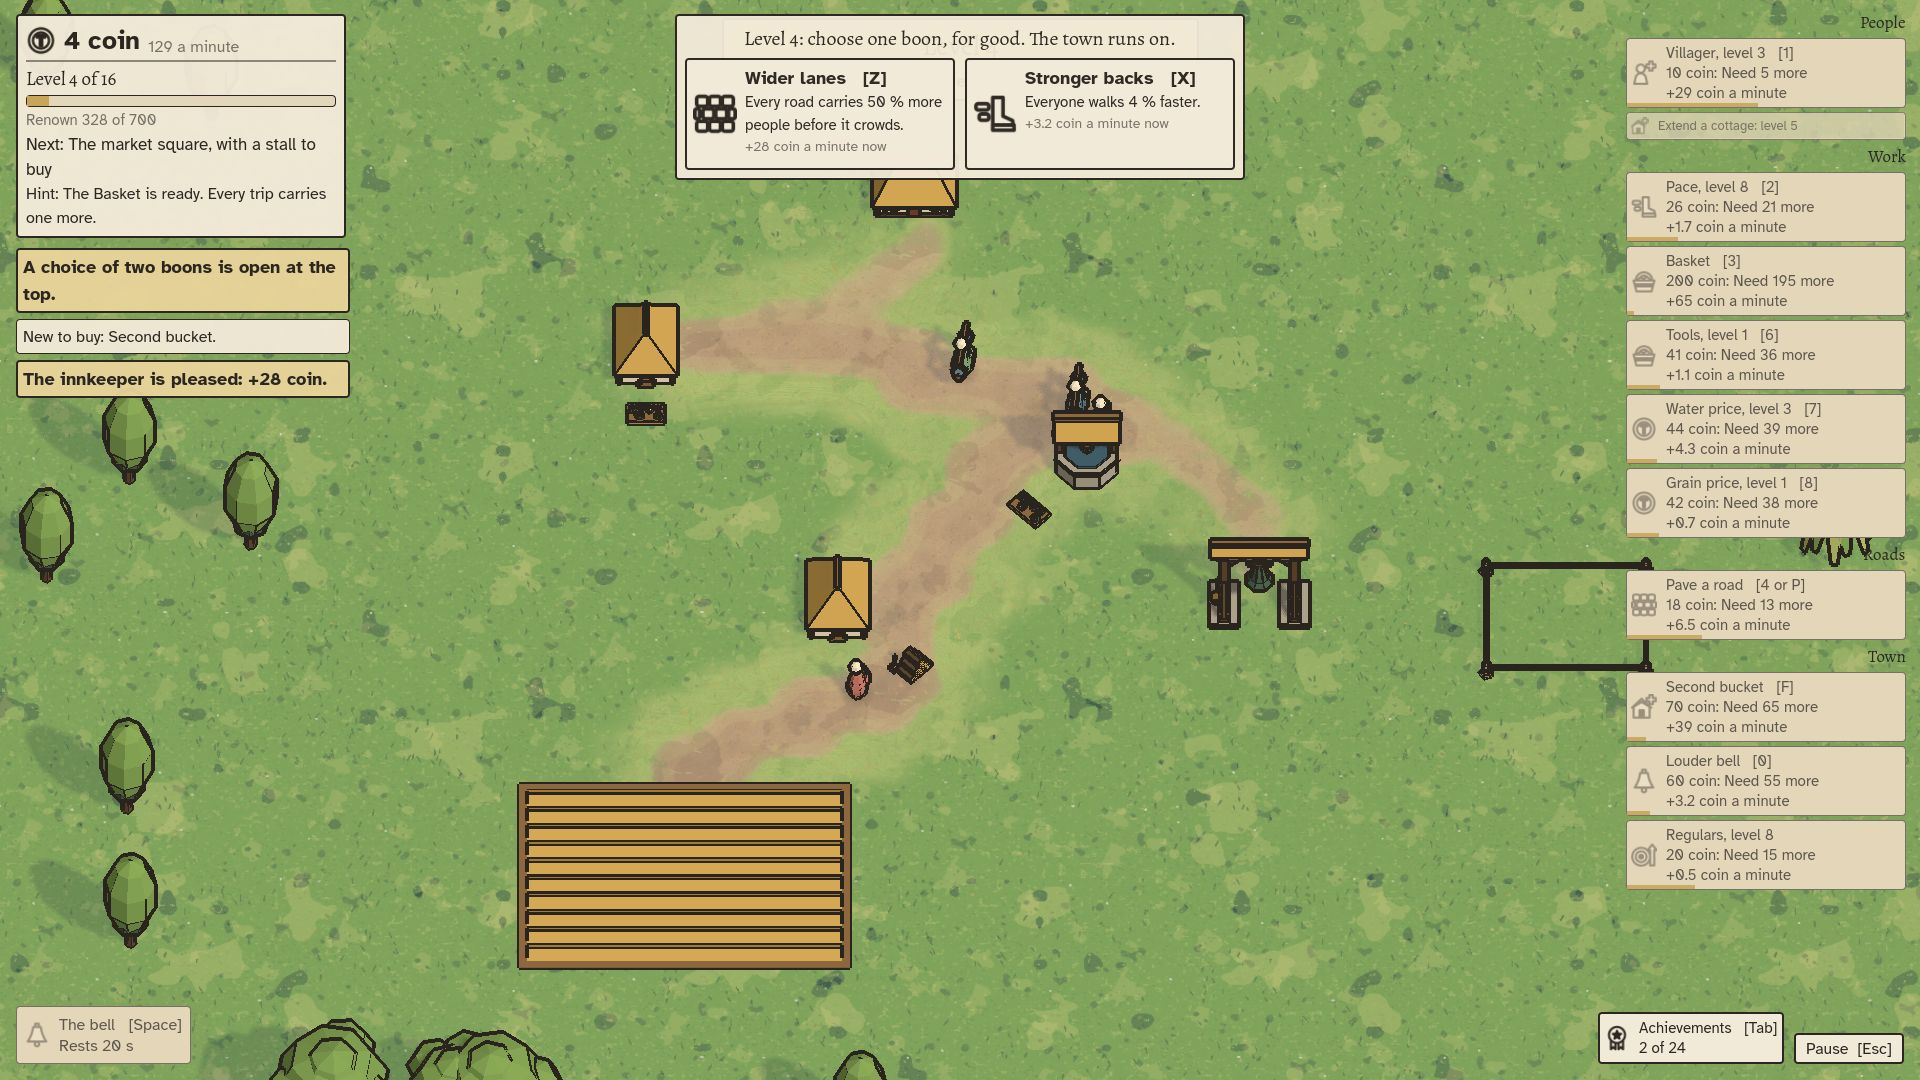 4 coin 129 a minute
Level 4 of 16
Renown 328 of 700
Next: The market square, with a stall to
buy
Hint: The Basket is ready. Every trip carries
one more.
A choice of two boons is open at the
top.
New to buy: Second bucket.
The innkeeper is pleased: +28 coin.
Level 4: choose one boon, for good. The town runs on.
Wider lanes [Z]
Every road carries 50 % more
people before it crowds.
+28 coin a minute now
Stronger backs [X]
Everyone walks 4 % faster.
+3.2 coin a minute now
People
Villager, level 3 [1]
10 coin: Need 5 more
+29 coin a minute
Extend a cottage: level 5
Work
Pace, level 8 [2]
26 coin: Need 21 more
+1.7 coin a minute
Basket [3]
200 coin: Need 195 more
+65 coin a minute
Tools, level 1 [6]
41 coin: Need 36 more
+1.1 coin a minute
Water price, level 3 [7]
44 coin: Need 39 more
+4.3 coin a minute
Grain price, level 1 [8]
42 coin: Need 38 more
+0.7 coin a minute
Roads
Pave a road [4 or P]
18 coin: Need 13 more
+6.5 coin a minute
Town
Second bucket [F]
70 coin: Need 65 more
+39 coin a minute
Louder bell [0]
60 coin: Need 55 more
+3.2 coin a minute
Regulars, level 8
20 coin: Need 15 more
+0.5 coin a minute
The bell [Space]
Rests 20 s
Achievements [Tab]
2 of 24
Pause [Esc]